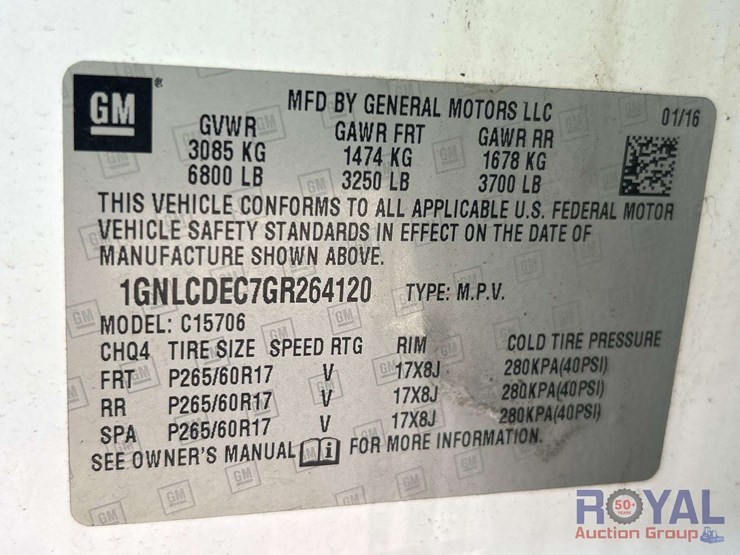 GM ® MFD BY GENERAL MOTORS LLC 01/16
GVWR GAWR FRT GAWR RR
3085 KG 1474 KG 1678 KG
6800 LB 3250 LB 3700 LB
THIS VEHICLE CONFORMS TO ALL APPLICABLE U.S. FEDERAL MOTOR
VEHICLE SAFETY STANDARDS IN EFFECT ON THE DATE OF
MANUFACTURE SHOWN ABOVE.
1GNLCDEC7GR264120 TYPE: M.P.V.
MODEL: C15706
CHQ4 TIRE SIZE SPEED RTG RIM COLD TIRE PRESSURE
FRT P265/60R17 V 17X8J 280KPA(40PSI)
RR P265/60R17 V 17X8J 280KPA(40PSI)
SPA P265/60R17 V 17X8J 280KPA(40PSI)
SEE OWNER'S MANUAL i FOR MORE INFORMATION.
ROYAL
50+ YEARS
Auction Group